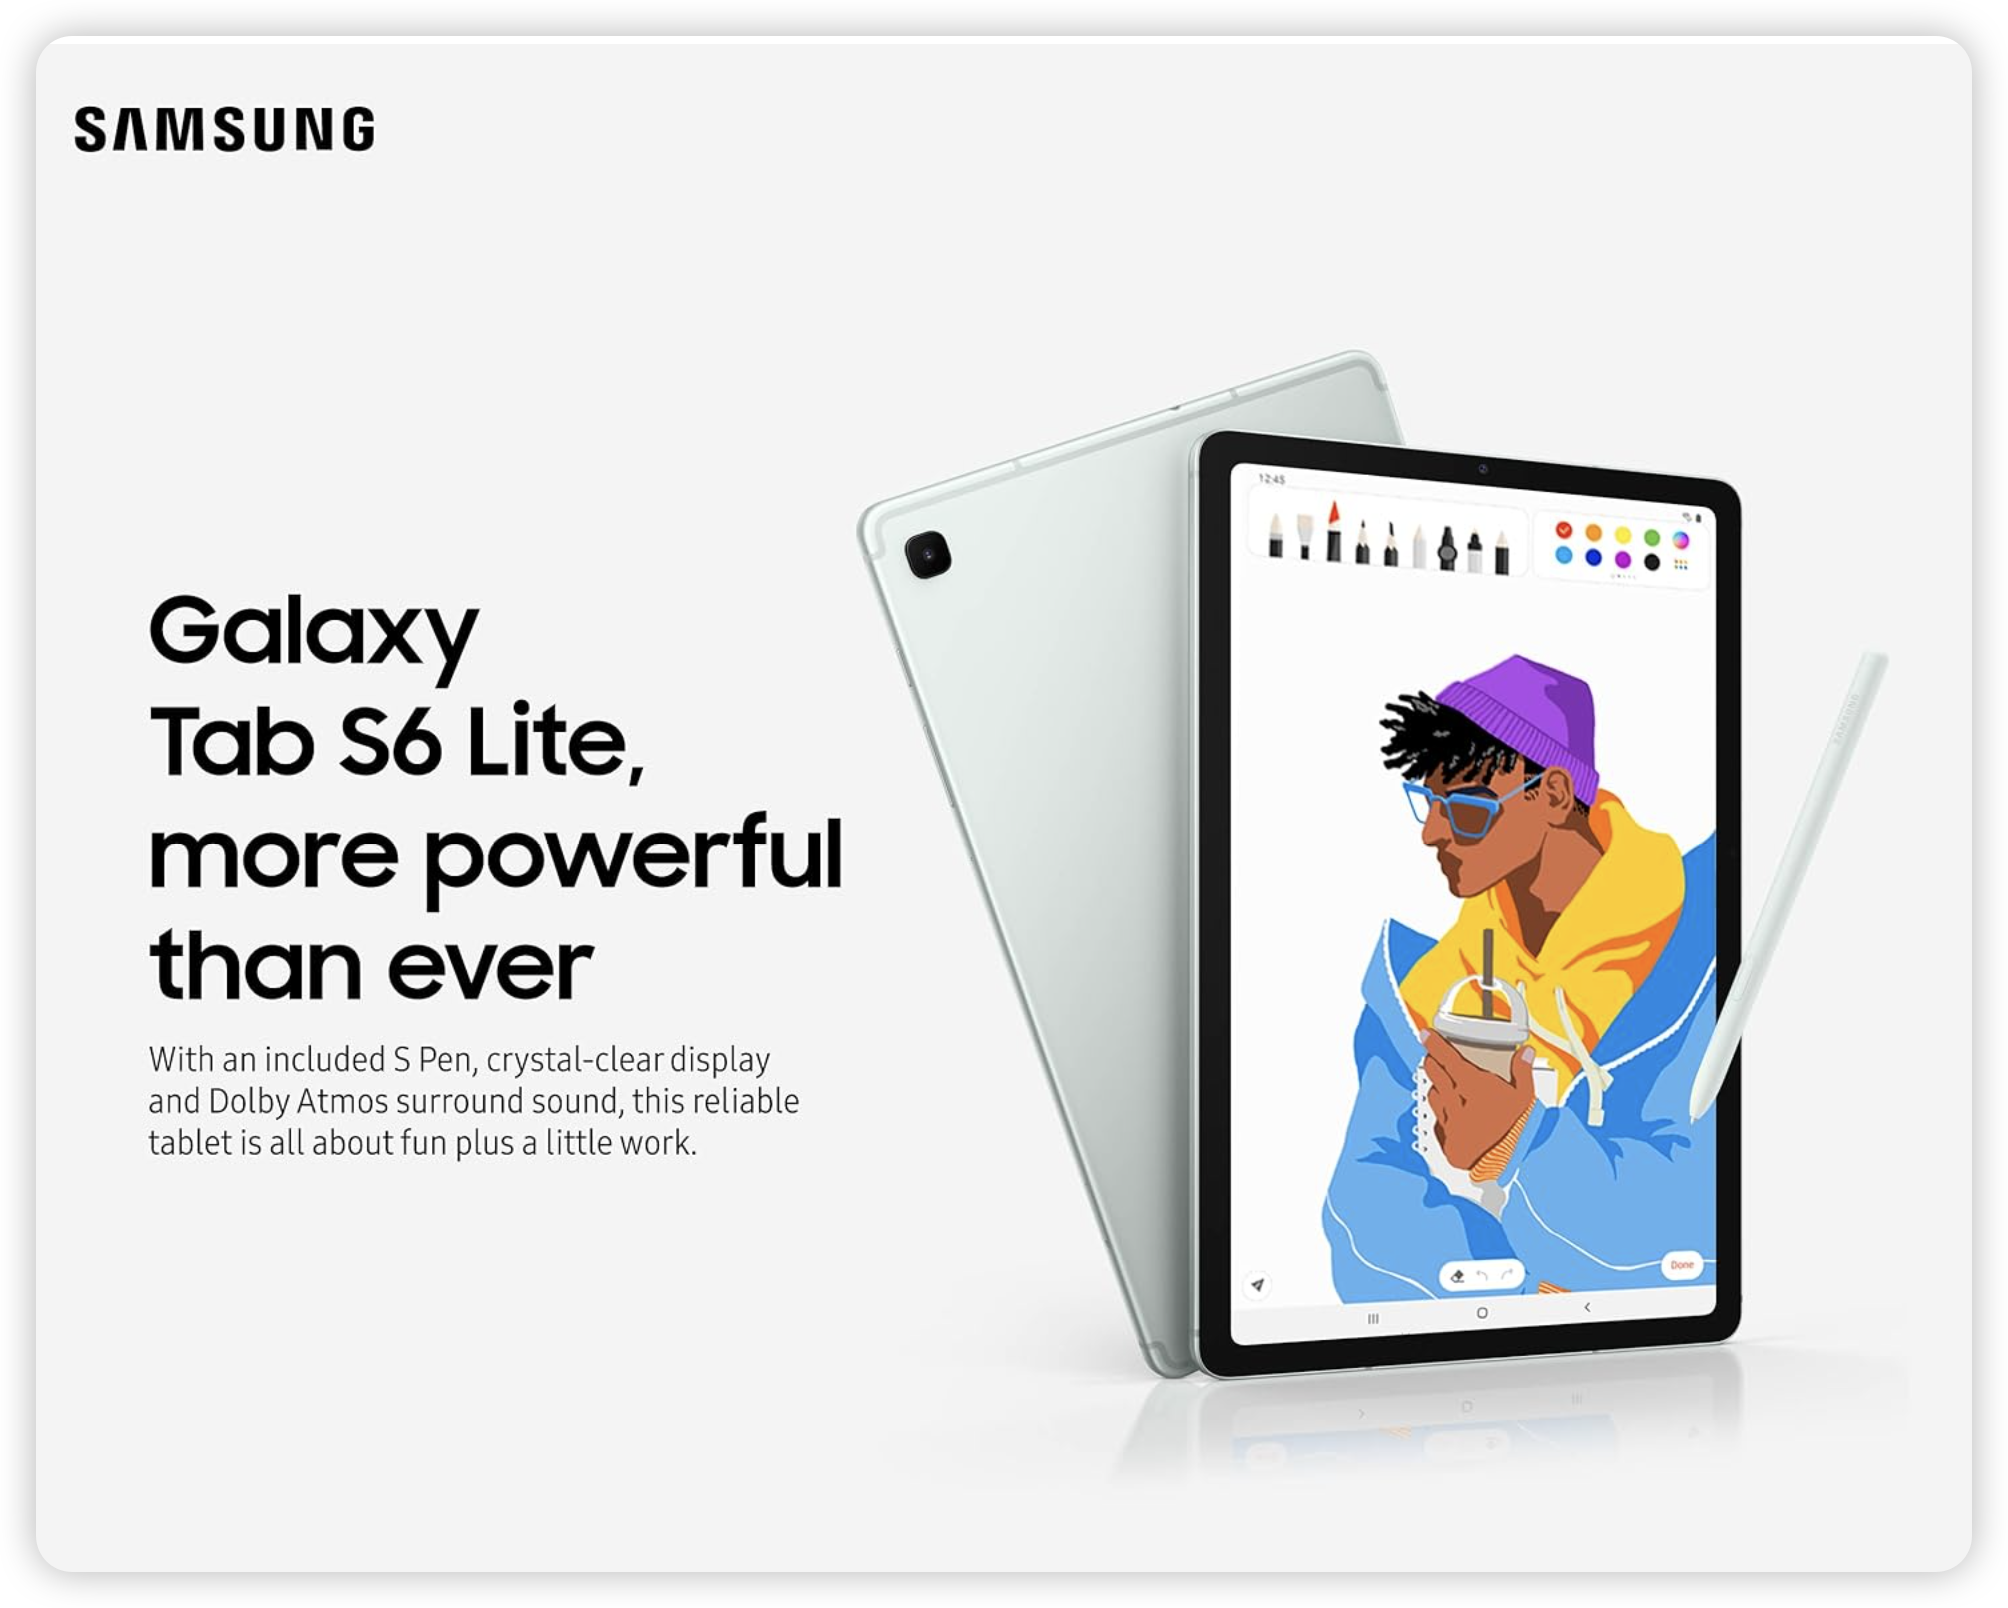 SAMSUNG
Galaxy
Tab S6 Lite,
more powerful
than ever
With an included S Pen, crystal-clear display
and Dolby Atmos surround sound, this reliable
tablet is all about fun plus a little work.
12:45
SAMSUNG
Done